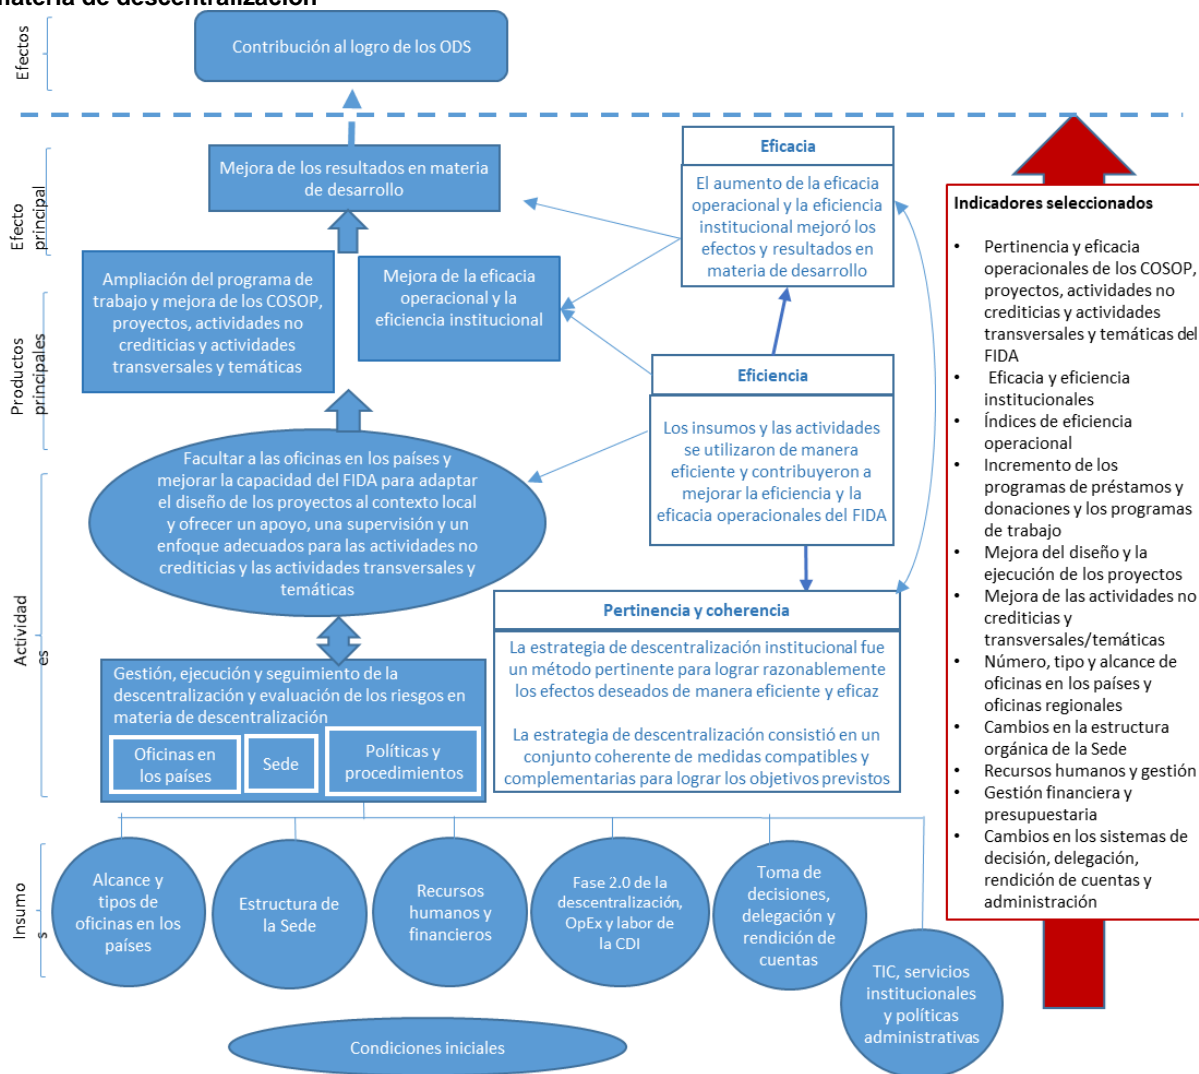 materia de descentralización
Efectos
Contribución al logro de los ODS
Efecto
principal
Mejora de los resultados en materia
de desarrollo
Eficacia
El aumento de la eficacia
operacional y la eficiencia
institucional mejoró los
efectos y resultados en
materia de desarrollo
Productos
principales
Ampliación del programa de
trabajo y mejora de los COSOP,
proyectos, actividades no
crediticias y actividades
transversales y temáticas
Mejora de la eficacia
operacional y la
eficiencia institucional
Eficiencia
Los insumos y las actividades
se utilizaron de manera
eficiente y contribuyeron a
mejorar la eficiencia y la
eficacia operacionales del FIDA
Actividad
es
Facultar a las oficinas en los países y
mejorar la capacidad del FIDA para adaptar
el diseño de los proyectos al contexto local
y ofrecer un apoyo, una supervisión y un
enfoque adecuados para las actividades no
crediticias y las actividades transversales y
temáticas
Pertinencia y coherencia
La estrategia de descentralización institucional fue
un método pertinente para lograr razonablemente
los efectos deseados de manera eficiente y eficaz
La estrategia de descentralización consistió en un
conjunto coherente de medidas compatibles y
complementarias para lograr los objetivos previstos
Gestión, ejecución y seguimiento de la
descentralización y evaluación de los riesgos en
materia de descentralización
Oficinas en
los países
Sede
Políticas y
procedimientos
Insumo
s
Alcance y
tipos de
oficinas en los
países
Estructura de
la Sede
Recursos
humanos y
financieros
Fase 2.0 de la
descentralización,
OpEx y labor de
la CDI
Toma de
decisiones,
delegación y
rendición de
cuentas
TIC, servicios
institucionales
y políticas
administrativas
Condiciones iniciales
Indicadores seleccionados
• Pertinencia y eficacia
operacionales de los COSOP,
proyectos, actividades no
crediticias y actividades
transversales y temáticas del
FIDA
• Eficacia y eficiencia
institucionales
• Índices de eficiencia
operacional
• Incremento de los
programas de préstamos y
donaciones y los programas
de trabajo
• Mejora del diseño y la
ejecución de los proyectos
• Mejora de las actividades no
crediticias y
transversales/temáticas
• Número, tipo y alcance de
oficinas en los países y
oficinas regionales
• Cambios en la estructura
orgánica de la Sede
• Recursos humanos y gestión
• Gestión financiera y
presupuestaria
• Cambios en los sistemas de
decisión, delegación,
rendición de cuentas y
administración